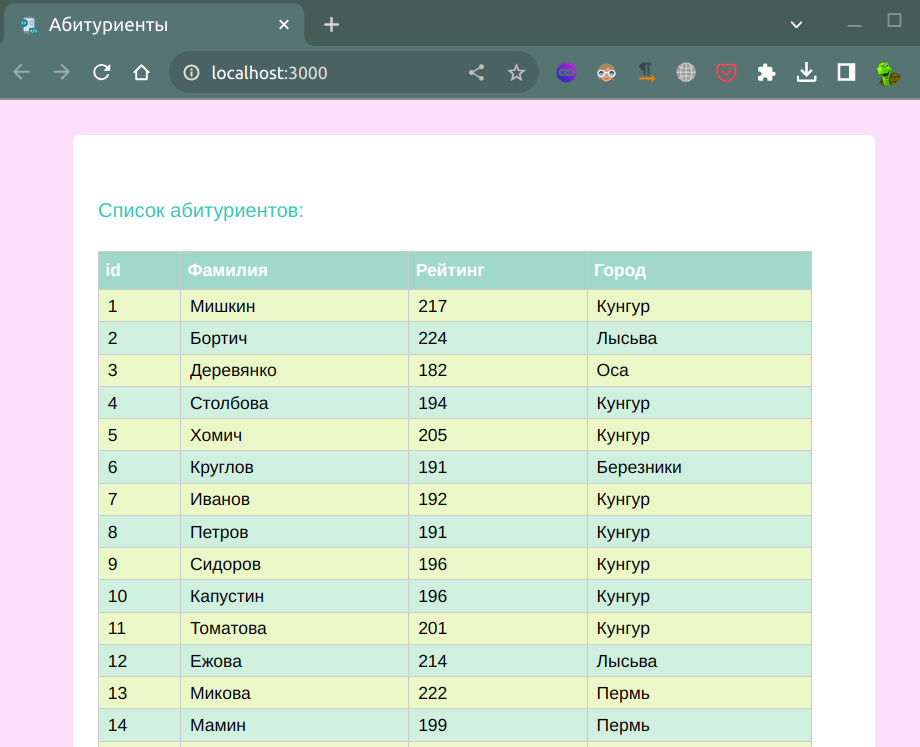 Абитуриенты
localhost:3000
Список абитуриентов:
id Фамилия Рейтинг Город
1 Мишкин 217 Кунгур
2 Бортич 224 Лысьва
3 Деревянко 182 Оса
4 Столбова 194 Кунгур
5 Хомич 205 Кунгур
6 Круглов 191 Березники
7 Иванов 192 Кунгур
8 Петров 191 Кунгур
9 Сидоров 196 Кунгур
10 Капустин 196 Кунгур
11 Томатова 201 Кунгур
12 Ежова 214 Лысьва
13 Микова 222 Пермь
14 Мамин 199 Пермь